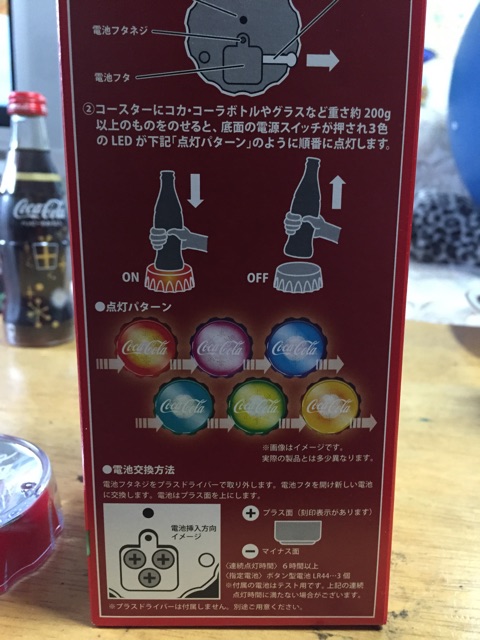 電池フタネジ
電池フタ
②コースターにコカ・コーラボトルやグラスなど重さ約 200g
以上のものをのせると、底面の電源スイッチが押され3色
の LED が下記「点灯パターン」のように順番に点灯します。
ON
OFF
●点灯パターン
Coca-Cola
Coca-Cola
Coca-Cola
Coca-Cola
Coca-Cola
Coca-Cola
Coca-Cola
※画像はイメージです。
実際の製品とは多少異なります。
●電池交換方法
電池フタネジをプラスドライバーで取り外します。電池フタを開け新しい電池
に交換します。電池はプラス面を上にします。
電池挿入方向
イメージ
プラス面(刻印表示があります)
マイナス面
〈連続点灯時間〉6時間以上
〈指定電池〉ボタン型電池 LR44…3個
※付属の電池はテスト用です。上記の連続
点灯時間に満たない場合がございます。
※プラスドライバーは付属しません。別途ご用意ください。